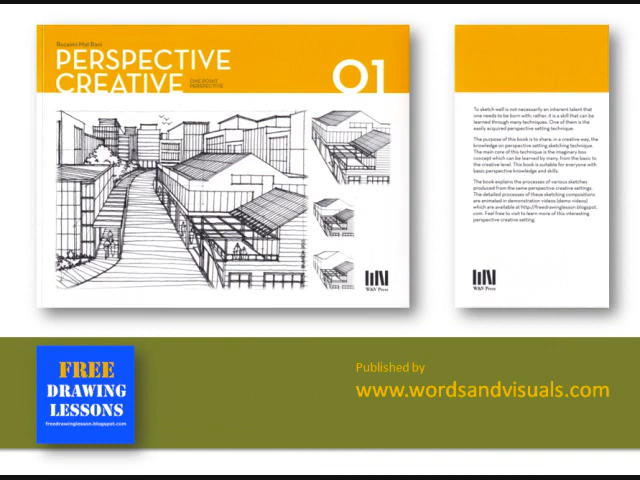 Rozaimi Mat Bani
PERSPECTIVE
CREATIVE
ONE POINT
PERSPECTIVE
01
W&V Press
To sketch well is not necessarily an inherent talent that
one needs to be born with; rather, it is a skill that can be
learned through many techniques. One of them is the
easily acquired perspective setting technique.
The purpose of this book is to share, in a creative way, the
knowledge on perspective sketching technique.
The main core of this technique is the imaginary box
concept which can be learned by many, from the basic to
the creative level. This book is suitable for everyone with
basic perspective knowledge and skills.
The book explains the processes of various sketches
produced from the same perspective creative settings.
The detailed processes of these sketching compositions
are animated in demonstration videos (demo videos)
which are available at http://freedrawinglesson.blogspot.
com. Feel free to visit to learn more of this interesting
perspective creative setting.
W&V Press
FREE
DRAWING
LESSONS
freedrawinglesson.blogspot.com
Published by
www.wordsandvisuals.com